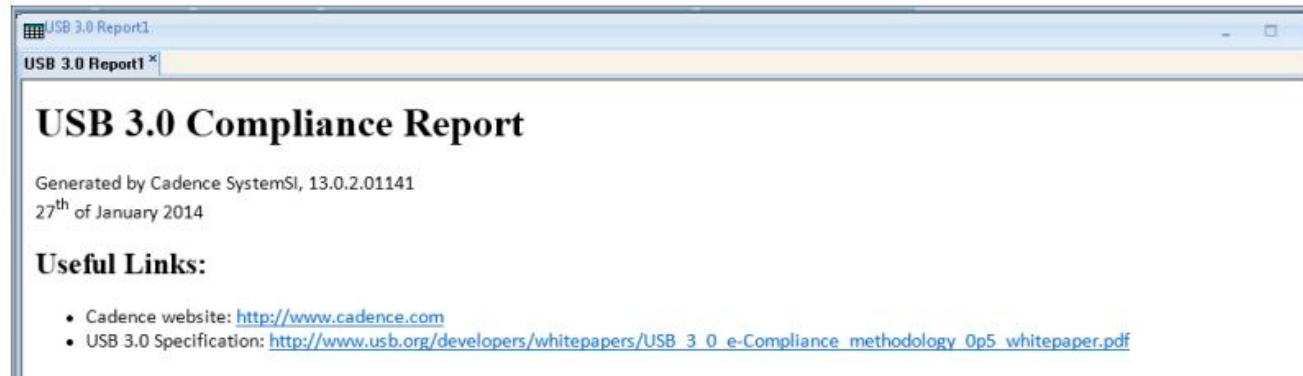 USB 3.0 Report1
USB 3.0 Report1 ×
USB 3.0 Compliance Report
Generated by Cadence SystemSI, 13.0.2.01141
27th of January 2014
Useful Links:
• Cadence website: http://www.cadence.com
• USB 3.0 Specification: http://www.usb.org/developers/whitepapers/USB_3_0_e-Compliance_methodology_0p5_whitepaper.pdf